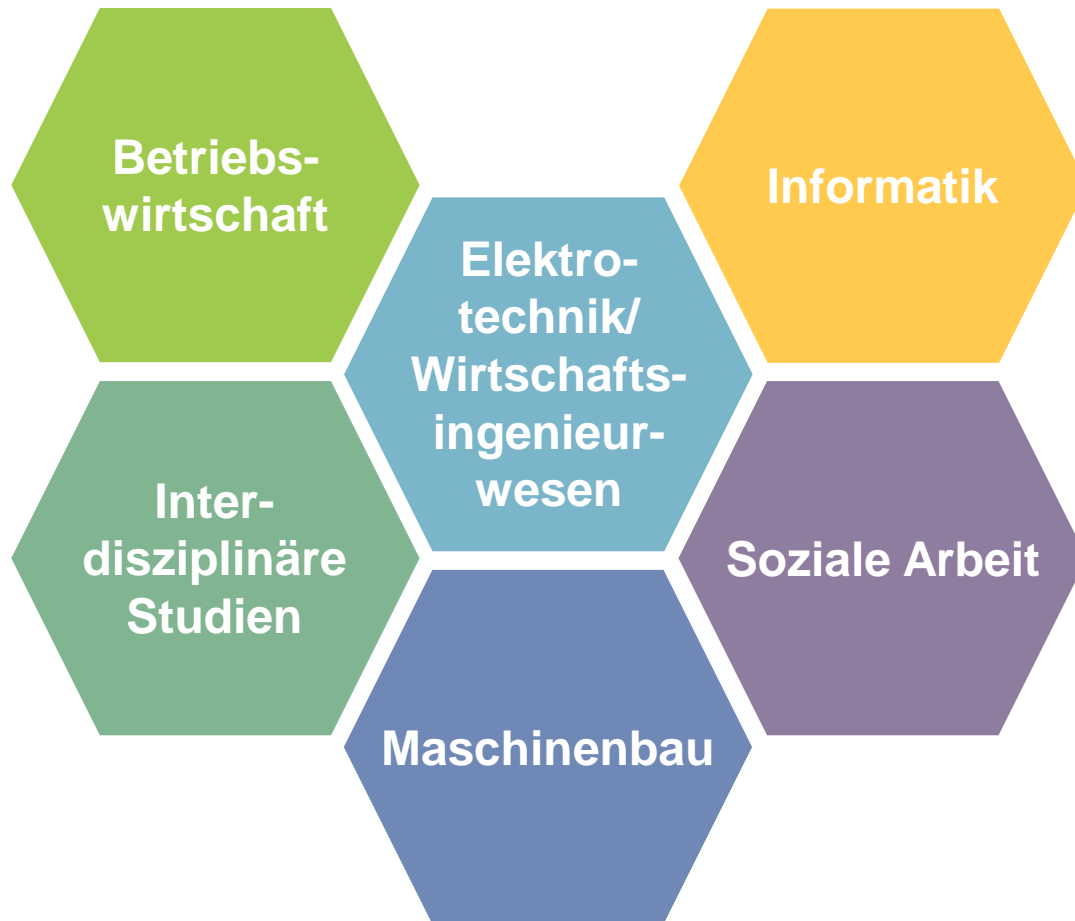 Betriebs-
wirtschaft
Informatik
Elektro-
technik/
Wirtschafts-
ingenieur-
wesen
Inter-
disziplinäre
Studien
Soziale Arbeit
Maschinenbau